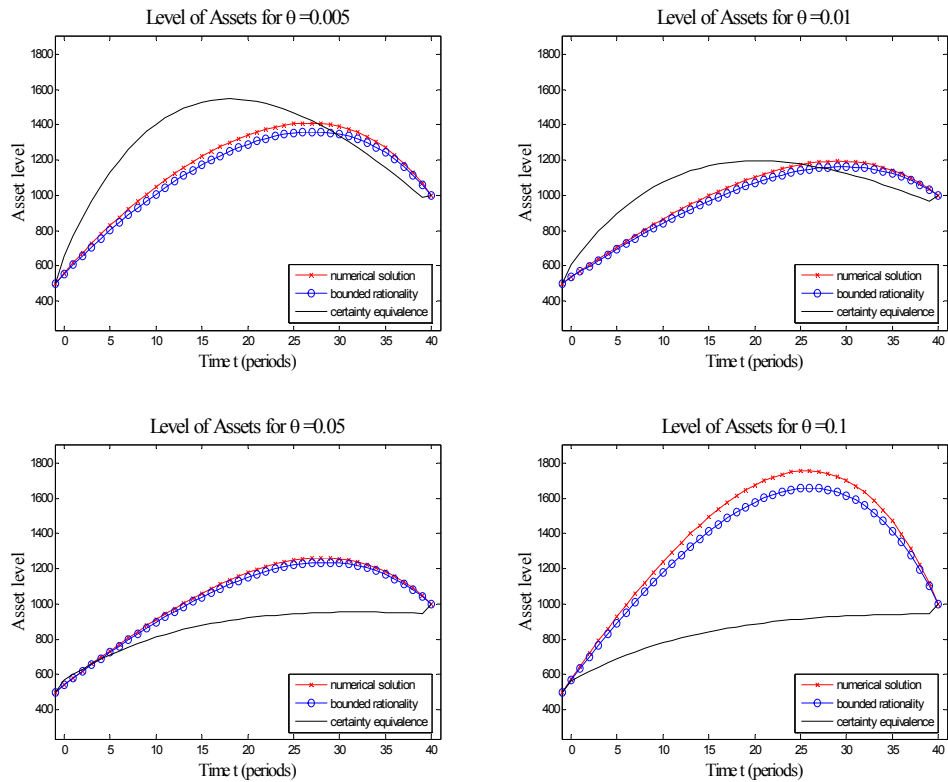 Level of Assets for θ =0.005
1800
1600
1400
1200
1000
800
600
400
Asset level
0 5 10 15 20 25 30 35 40
Time t (periods)
numerical solution
bounded rationality
certainty equivalence
Level of Assets for θ =0.01
1800
1600
1400
1200
1000
800
600
400
Asset level
0 5 10 15 20 25 30 35 40
Time t (periods)
numerical solution
bounded rationality
certainty equivalence
Level of Assets for θ =0.05
1800
1600
1400
1200
1000
800
600
400
Asset level
0 5 10 15 20 25 30 35 40
Time t (periods)
numerical solution
bounded rationality
certainty equivalence
Level of Assets for θ =0.1
1800
1600
1400
1200
1000
800
600
400
Asset level
0 5 10 15 20 25 30 35 40
Time t (periods)
numerical solution
bounded rationality
certainty equivalence